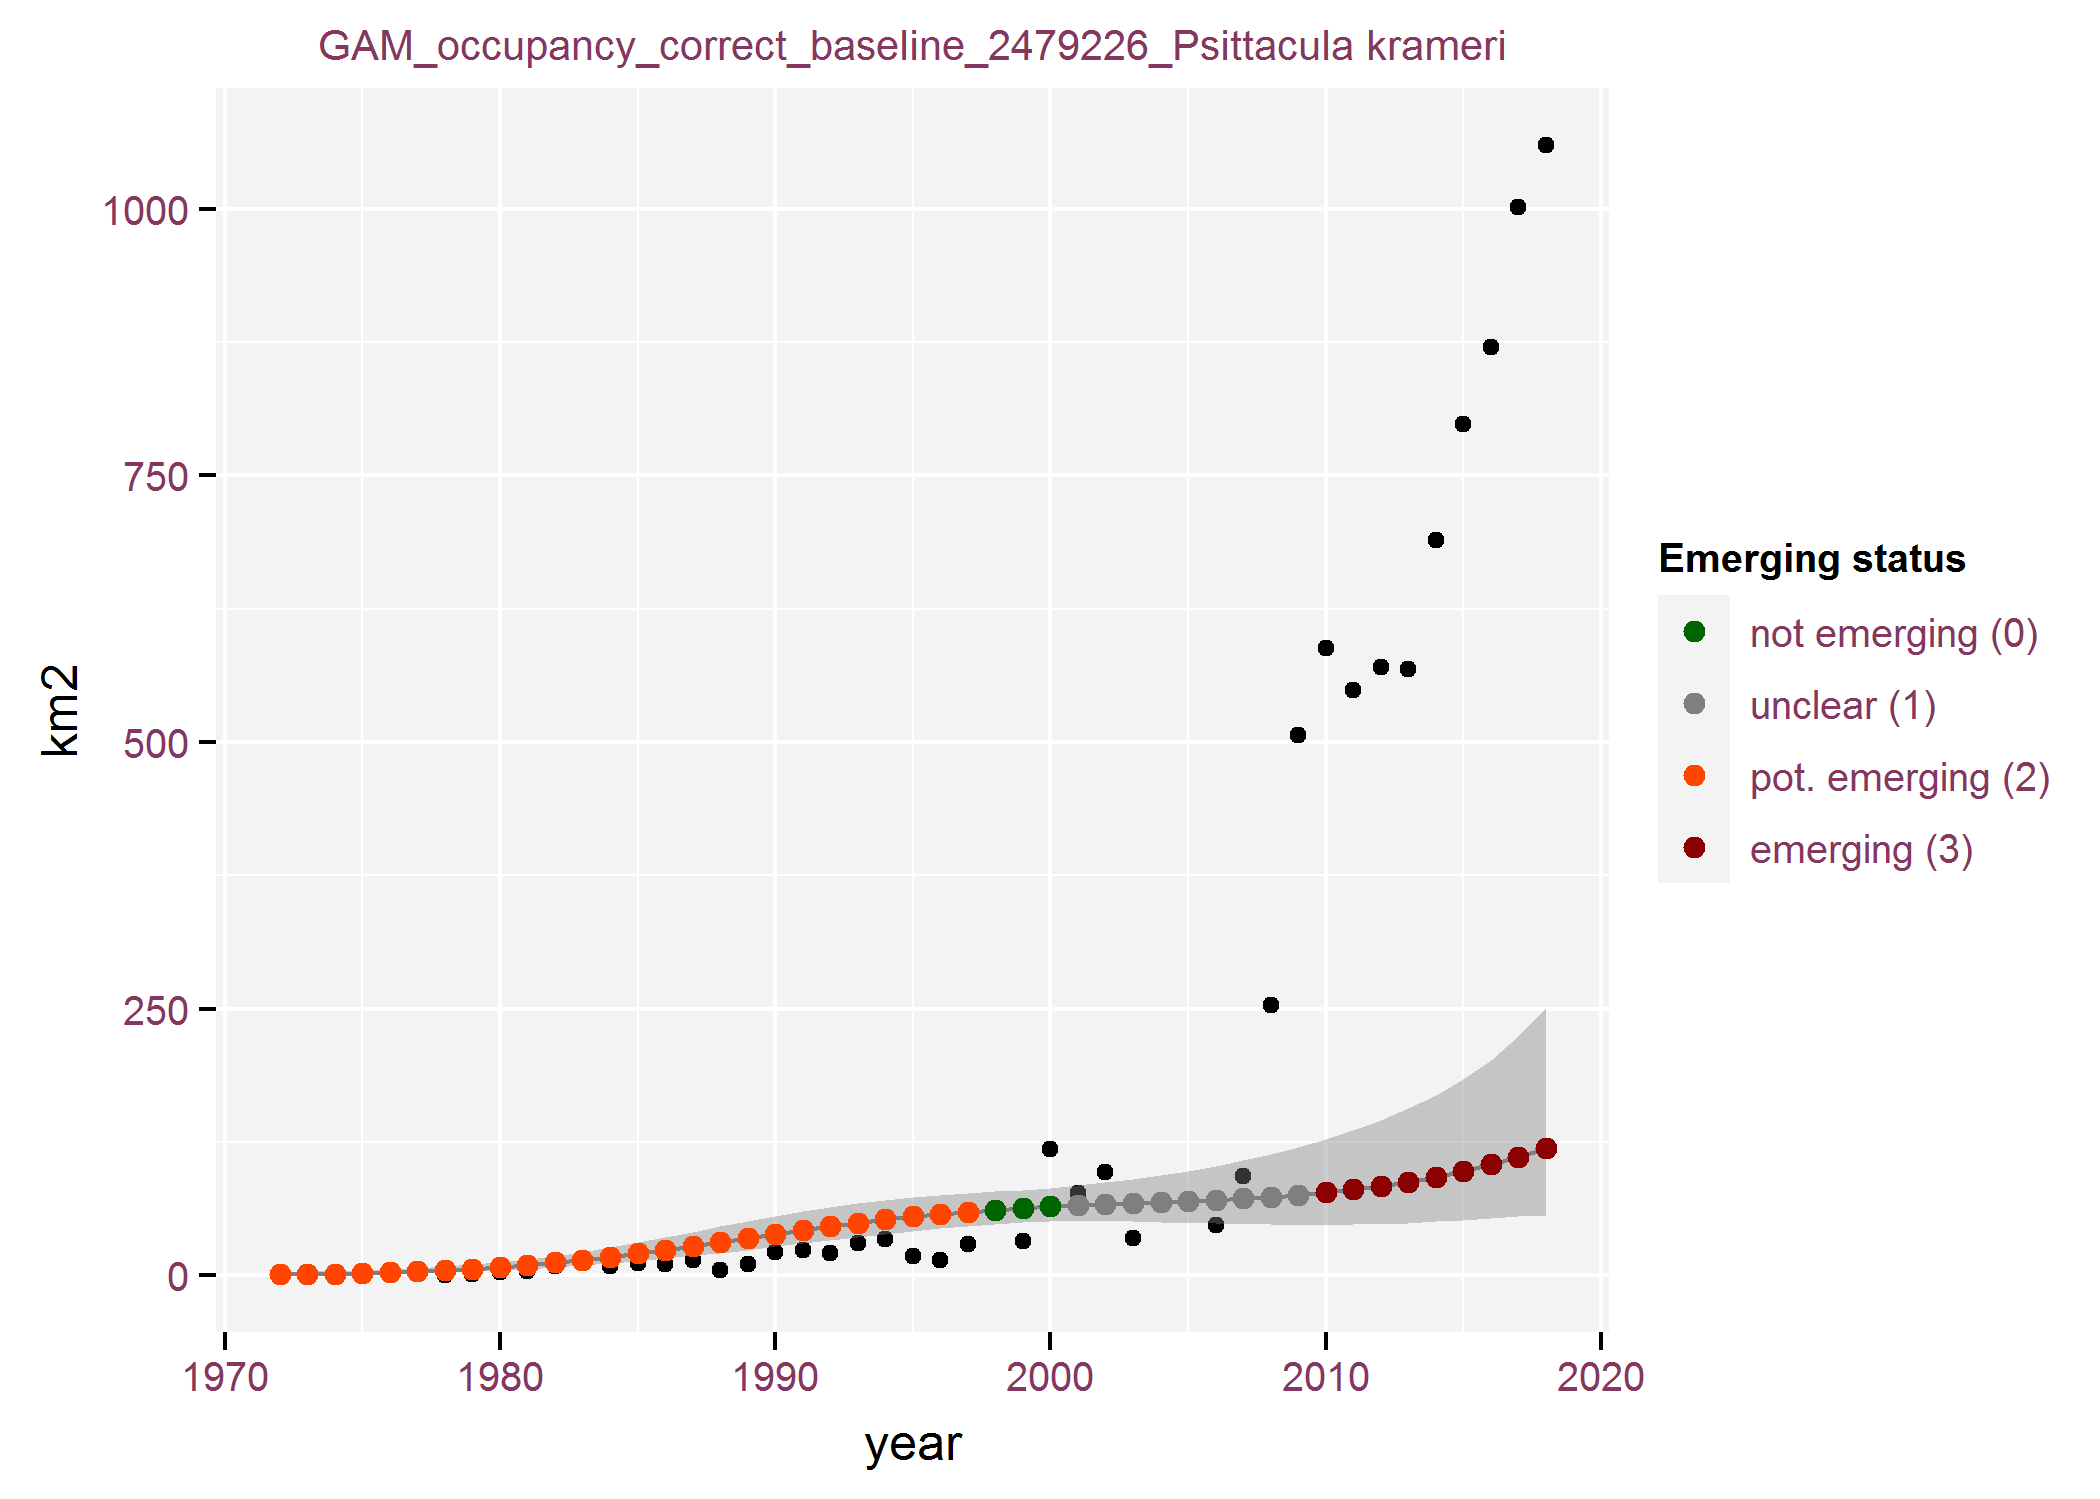 GAM_occupancy_correct_baseline_2479226_Psittacula krameri
1000
750
500
250
0
km2
1970
1980
1990
2000
2010
2020
year
Emerging status
not emerging (0)
unclear (1)
pot. emerging (2)
emerging (3)